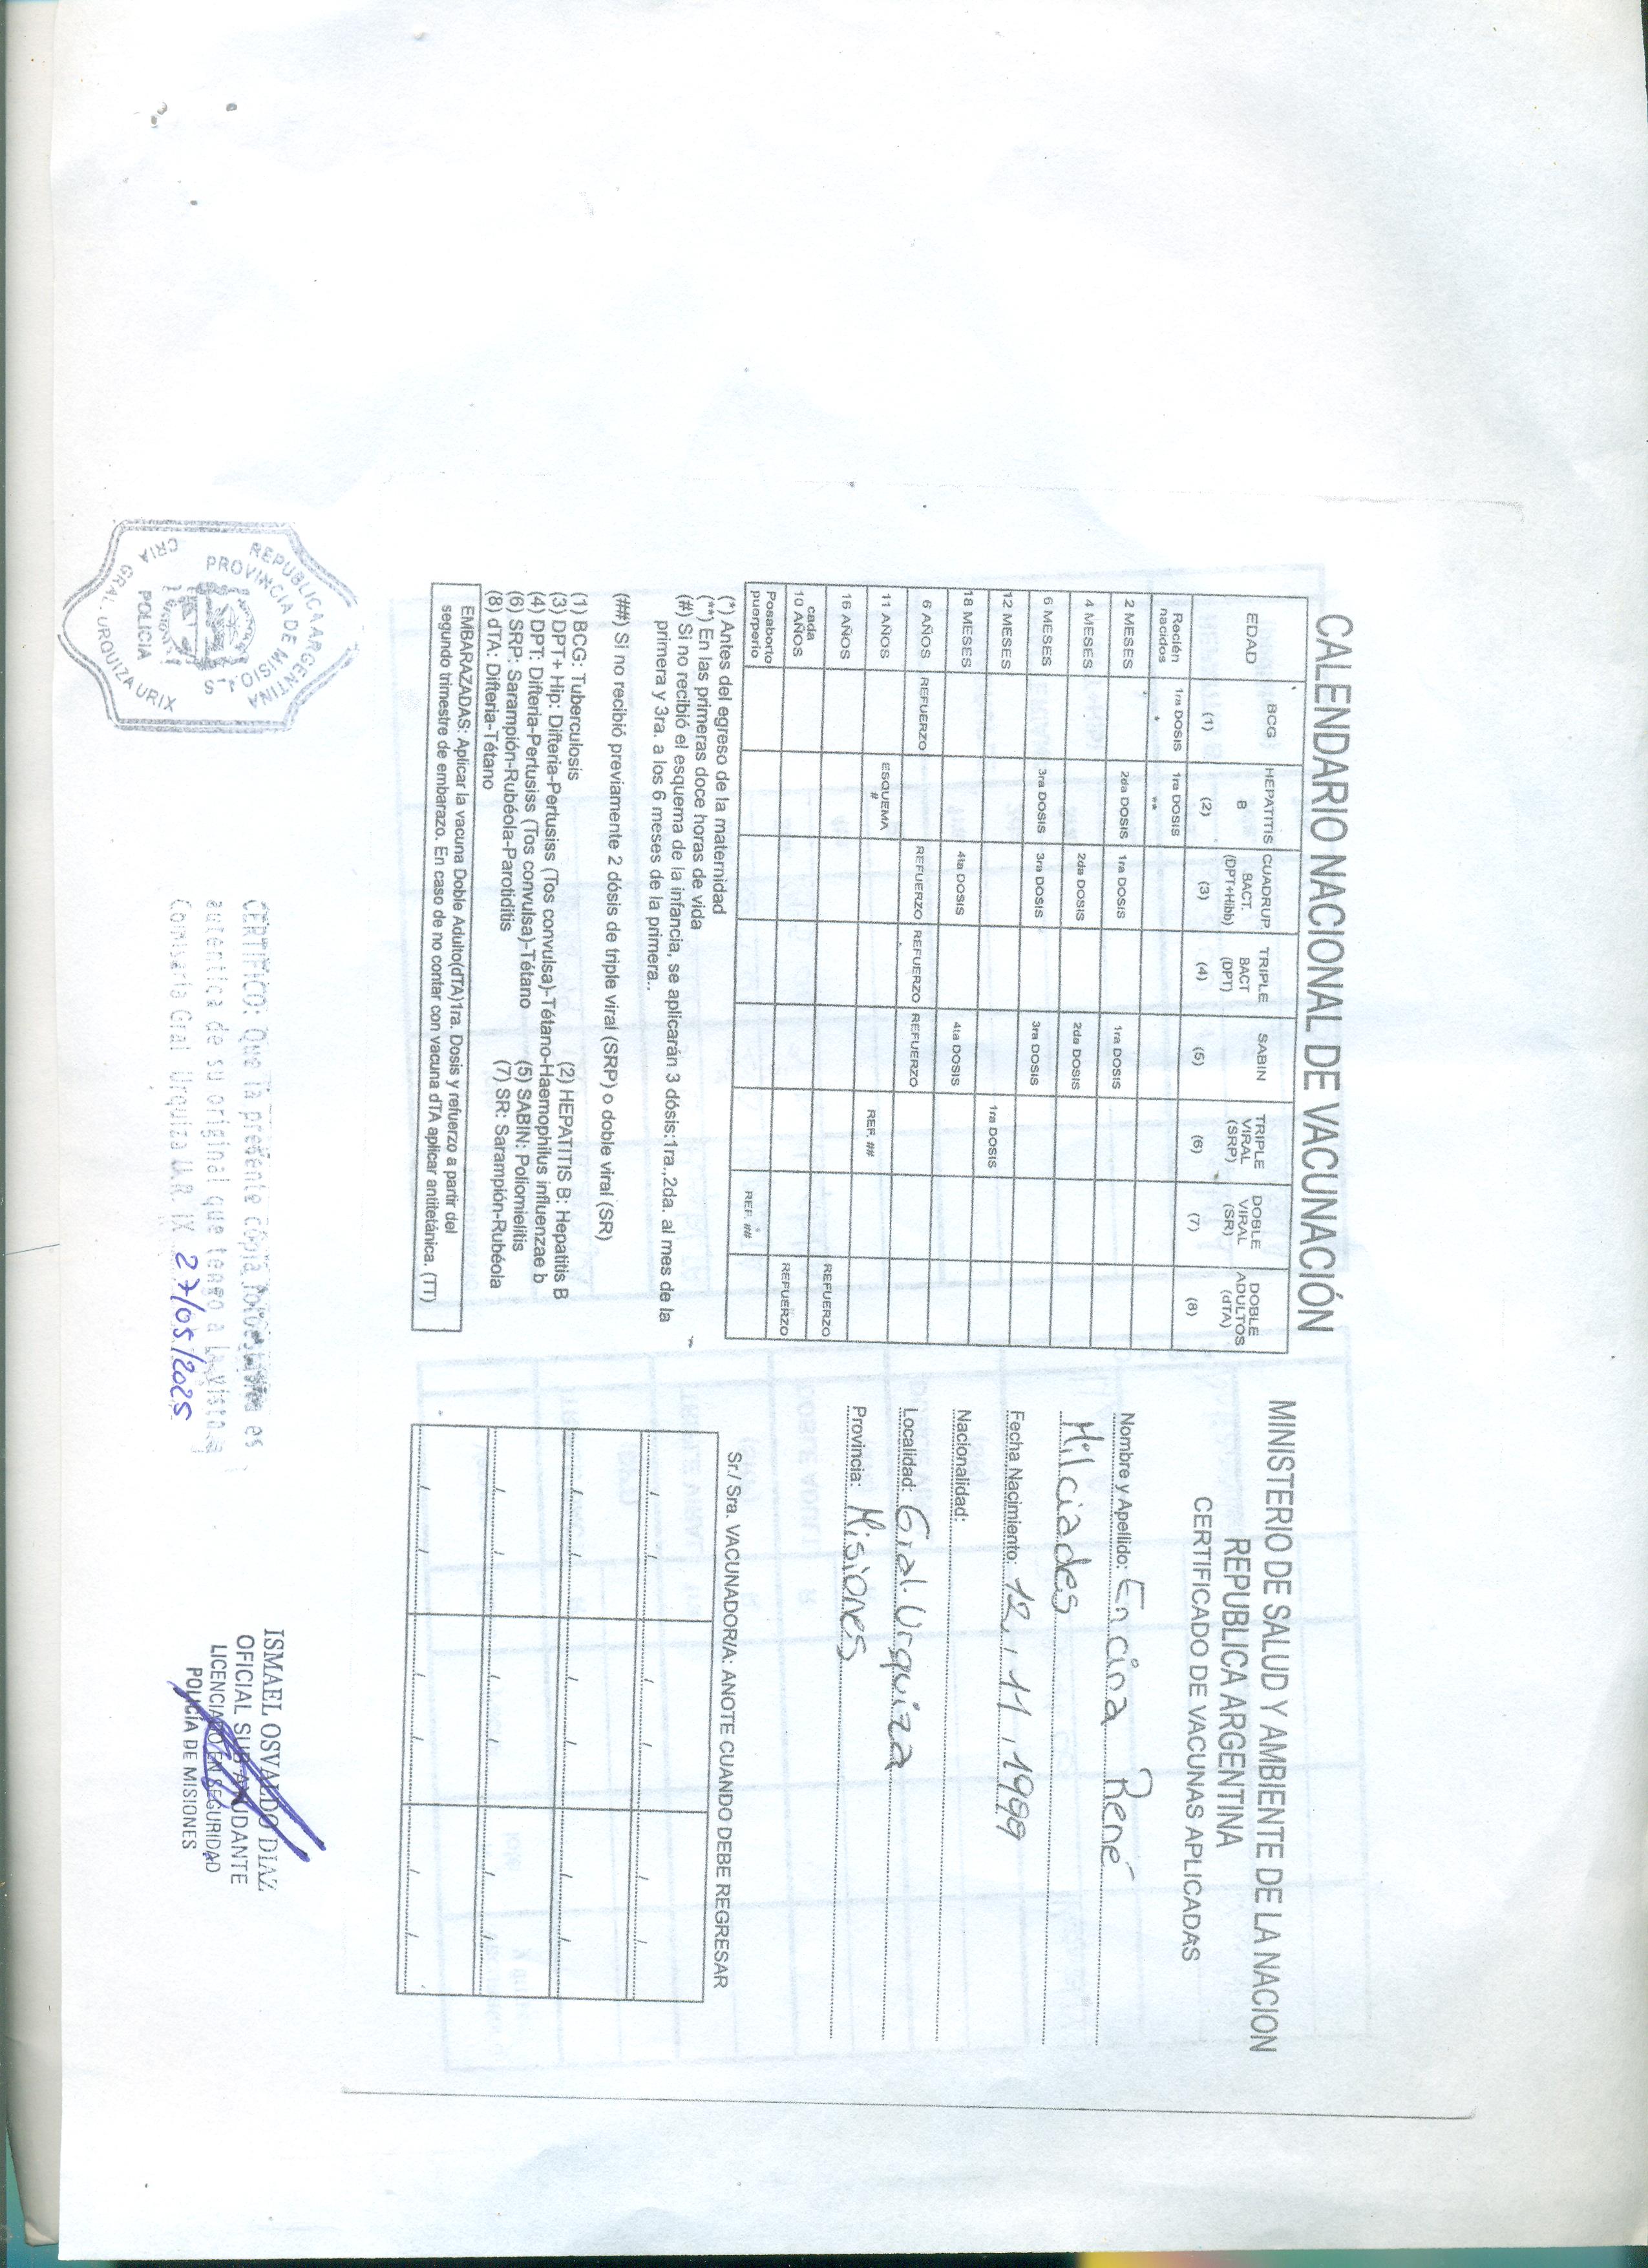 CALENDARIO NACIONAL DE VACUNACIÓN
EDAD BCG (1) HEPATITIS B (2) CUADRUP. BACT. (DPT+Hibb) (3) TRIPLE BACT (DPT) (4) SABIN (5) TRIPLE VIRAL (SRP) (6) DOBLE VIRAL (SR) (7) DOBLE ADULTOS (dTA) (8)
Recién nacidos 1ra DOSIS * 1ra DOSIS **
2 MESES 2da DOSIS 1ra DOSIS 1ra DOSIS
4 MESES 2da DOSIS 2da DOSIS
6 MESES 3ra DOSIS 3ra DOSIS 3ra DOSIS
12 MESES 1ra DOSIS
18 MESES 4ta DOSIS 4ta DOSIS
6 AÑOS REFUERZO REFUERZO REFUERZO REFUERZO
11 AÑOS ESQUEMA # REF. ##
16 AÑOS REFUERZO
cada 10 AÑOS REFUERZO
Posaborto puerperio REF. ##
(*) Antes del egreso de la maternidad
(**) En las primeras doce horas de vida
(#) Si no recibió el esquema de la infancia, se aplicarán 3 dósis:1ra.,2da. al mes de la
primera y 3ra. a los 6 meses de la primera..
(##) Si no recibió previamente 2 dósis de triple viral (SRP) o doble viral (SR)
(1) BCG: Tuberculosis (2) HEPATITIS B: Hepatitis B
(3) DPT+ Hip: Difteria-Pertusiss (Tos convulsa)-Tétano-Haemophilus influenzae b
(4) DPT: Difteria-Pertusiss (Tos convulsa)-Tétano (5) SABIN: Poliomielitis
(6) SRP: Sarampión-Rubéola-Parotiditis (7) SR: Sarampión-Rubéola
(8) dTA: Difteria-Tétano
EMBARAZADAS: Aplicar la vacuna Doble Adulto(dTA)1ra. Dosis y refuerzo a partir del
segundo trimestre de embarazo. En caso de no contar con vacuna dTA aplicar antitetánica. (TT)
MINISTERIO DE SALUD Y AMBIENTE DE LA NACION
REPUBLICA ARGENTINA
CERTIFICADO DE VACUNAS APLICADAS
Nombre y Apellido: Encina René
Milciades
Fecha Nacimiento: 12, 11, 1999
Nacionalidad:
Localidad: Gral. Urquiza
Provincia: Misiones
Sr./ Sra. VACUNADOR/A: ANOTE CUANDO DEBE REGRESAR
REPUBLICA ARGENTINA
PROVINCIA DE MISIONES
POLICIA
CRIA GRAL. URQUIZA URIX
CERTIFICO: Que la presente copia fotostática es
autentica de su original que tengo a la vista
Comisaría Gral Urquiza U.R. IX 27/05/2025
ISMAEL OSVALDO DIAZ
OFICIAL SUB AYUDANTE
LICENCIADO EN SEGURIDAD
POLICÍA DE MISIONES